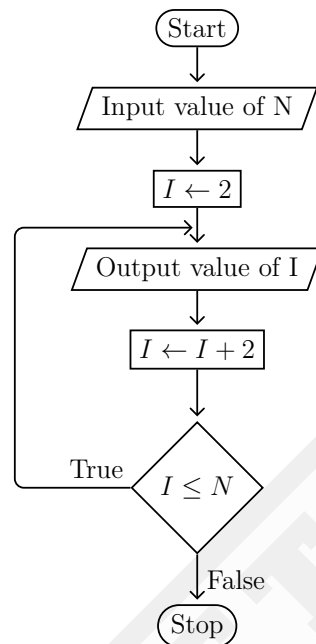 Start
Input value of N
I ← 2
Output value of I
I ← I + 2
True
I ≤ N
False
Stop